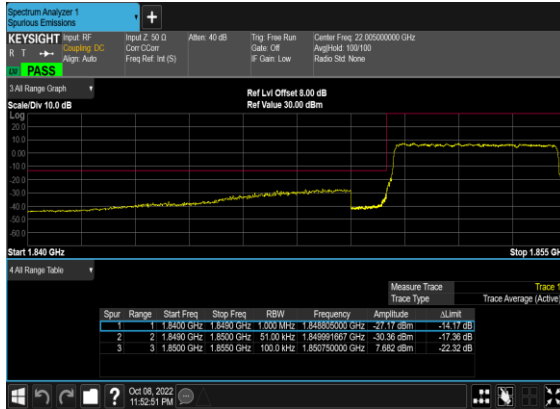 Spectrum Analyzer 1
Spurious Emissions
+
KEYSIGHT Input: RF Input Z: 50 Ω Atten: 40 dB Trig: Free Run Center Freq: 22.005000000 GHz
R T Coupling: DC Corr CCorr Gate: Off Avg|Hold: 100/100
Align: Auto Freq Ref: Int (S) IF Gain: Low Radio Std: None
PASS
3 All Range Graph
Ref Lvl Offset 8.00 dB
Scale/Div 10.0 dB Ref Value 30.00 dBm
Log
20.0
10.0
0.00
-10.0
-20.0
-30.0
-40.0
-50.0
-60.0
Start 1.840 GHz Stop 1.855 GH
4 All Range Table
Measure Trace Trace 1
Trace Type Trace Average (Active)
Spur Range Start Freq Stop Freq RBW Frequency Amplitude ΔLimit
1 1 1.8400 GHz 1.8490 GHz 1.000 MHz 1.848805000 GHz -27.17 dBm -14.17 dB
2 2 1.8490 GHz 1.8500 GHz 51.00 kHz 1.849991667 GHz -30.36 dBm -17.36 dB
3 3 1.8500 GHz 1.8550 GHz 100.0 kHz 1.850750000 GHz 7.682 dBm -22.32 dB
? Oct 08, 2022
11:52:51 PM